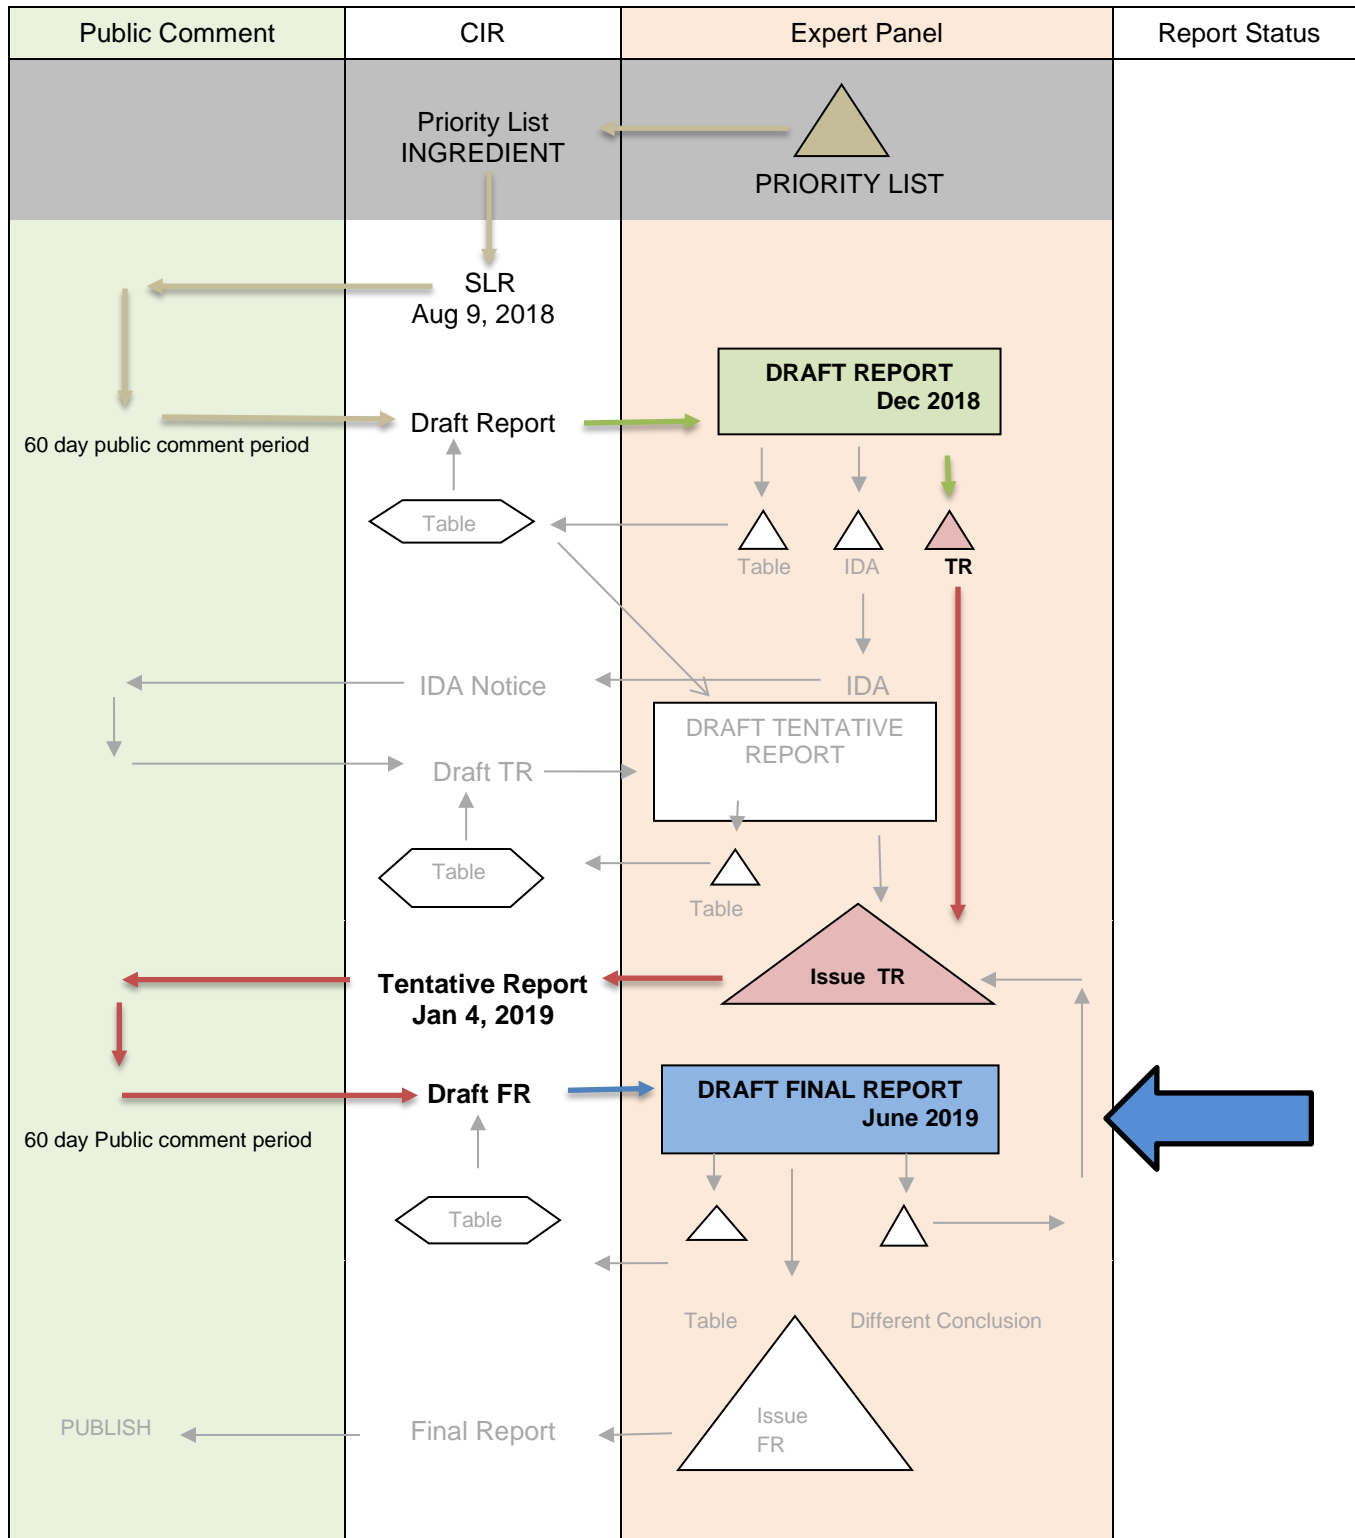 Public Comment
CIR
Expert Panel
Report Status
Priority List
INGREDIENT
PRIORITY LIST
SLR
Aug 9, 2018
DRAFT REPORT
Dec 2018
60 day public comment period
Draft Report
Table
Table
IDA
TR
IDA Notice
IDA
DRAFT TENTATIVE
REPORT
Draft TR
Table
Table
Issue TR
Tentative Report
Jan 4, 2019
DRAFT FINAL REPORT
June 2019
Draft FR
60 day Public comment period
Table
Table
Different Conclusion
Issue
FR
PUBLISH
Final Report